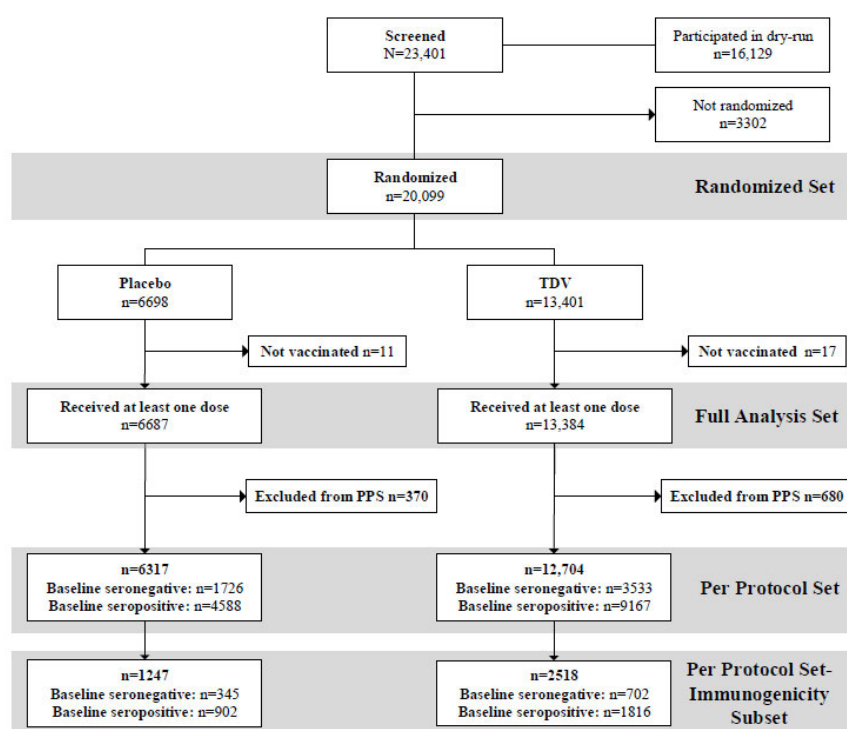 Screened
N=23,401
Participated in dry-run
n=16,129
Not randomized
n=3302
Randomized
n=20,099
Randomized Set
Placebo
n=6698
TDV
n=13,401
Not vaccinated n=11
Not vaccinated n=17
Received at least one dose
n=6687
Received at least one dose
n=13,384
Full Analysis Set
Excluded from PPS n=370
Excluded from PPS n=680
n=6317
Baseline seronegative: n=1726
Baseline seropositive: n=4588
n=12,704
Baseline seronegative: n=3533
Baseline seropositive: n=9167
Per Protocol Set
n=1247
Baseline seronegative: n=345
Baseline seropositive: n=902
n=2518
Baseline seronegative: n=702
Baseline seropositive: n=1816
Per Protocol Set-
Immunogenicity
Subset